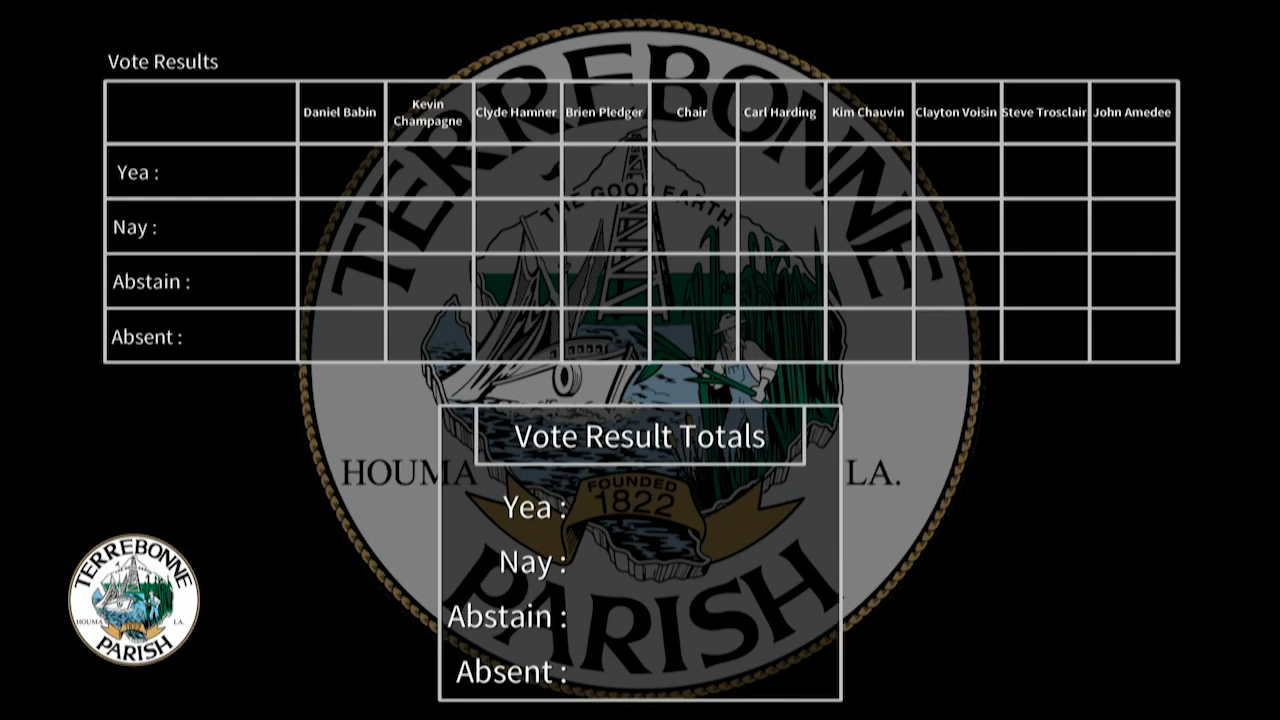 Vote Results
Daniel Babin
Kevin
Champagne
Clyde Hamner
Brien Pledger
Chair
Carl Harding
Kim Chauvin
Clayton Voisin
Steve Trosclair
John Amedee
Yea :
Nay :
Abstain :
Absent :
TERREBONNE
THE GOOD EARTH
Vote Result Totals
HOUMA
LA.
FOUNDED
1822
Yea :
Nay :
Abstain :
Absent :
PARISH
TERREBONNE
HOUMA
LA.
PARISH